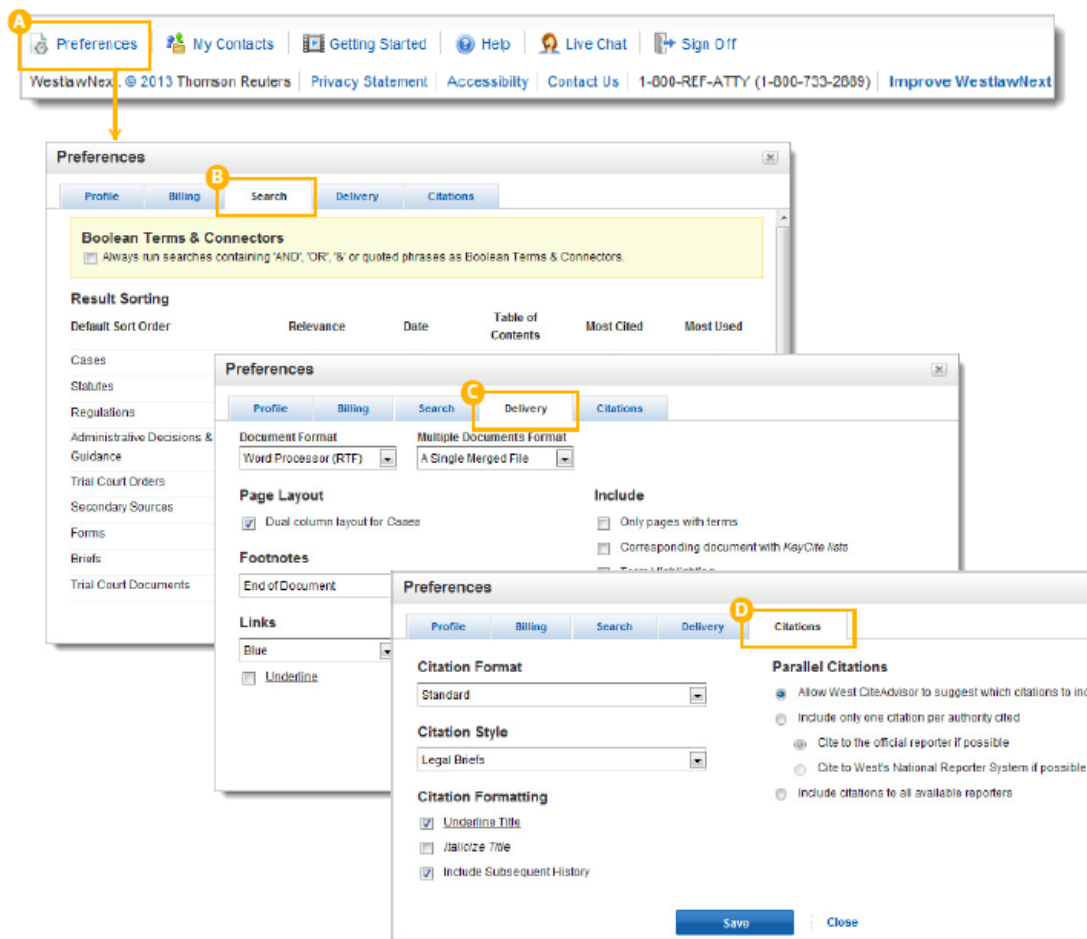 A
Preferences My Contacts Getting Started Help Live Chat Sign Off
WestlawNext. © 2013 Thomson Reuters Privacy Statement Accessibility Contact Us 1-800-REF-ATTY (1-800-733-2889) Improve WestlawNext
Preferences
B
Profile Billing Search Delivery Citations
Boolean Terms & Connectors
Always run searches containing 'AND', 'OR', '&' or quoted phrases as Boolean Terms & Connectors.
Result Sorting
Default Sort Order Relevance Date Table of Contents Most Cited Most Used
Cases
Statutes
Regulations
Administrative Decisions &
Guidance
Trial Court Orders
Secondary Sources
Forms
Briefs
Trial Court Documents
Preferences
C
Profile Billing Search Delivery Citations
Document Format Multiple Documents Format
Word Processor (RTF) A Single Merged File
Page Layout Include
Dual column layout for Cases Only pages with terms
Corresponding document with KeyCite lists
Footnotes
End of Document
Links
Blue
Underline
Preferences
D
Profile Billing Search Delivery Citations
Citation Format Parallel Citations
Standard Allow West CiteAdvisor to suggest which citations to
Include only one citation per authority cited
Citation Style Cite to the official reporter if possible
Legal Briefs Cite to West's National Reporter System if possible
Citation Formatting Include citations to all available reporters
Underline Title
Italicize Title
Include Subsequent History
Save Close